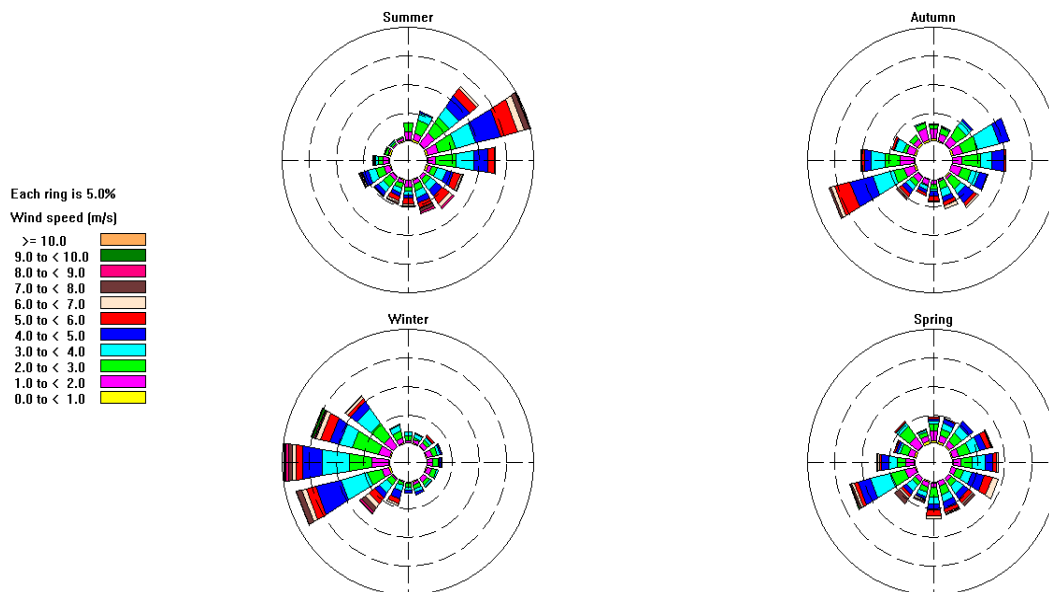 Summer
Autumn
Each ring is 5.0%
Wind speed (m/s)
>= 10.0
9.0 to < 10.0
8.0 to < 9.0
7.0 to < 8.0
6.0 to < 7.0
5.0 to < 6.0
4.0 to < 5.0
3.0 to < 4.0
2.0 to < 3.0
1.0 to < 2.0
0.0 to < 1.0
Winter
Spring